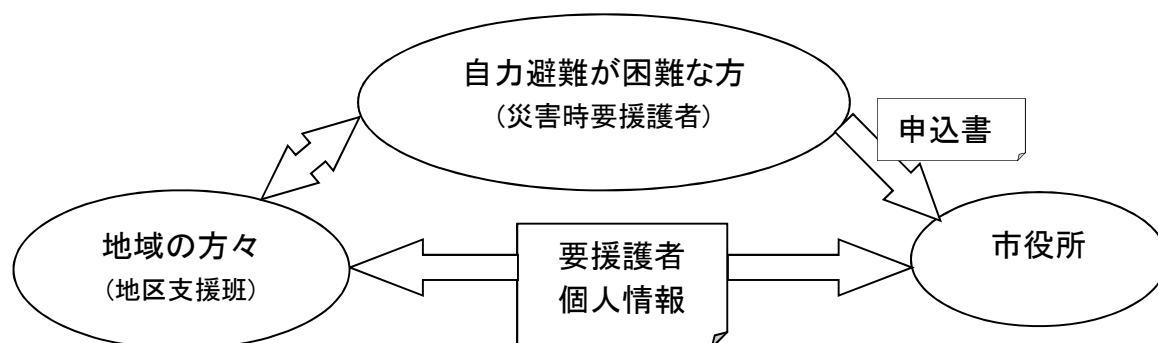 自力避難が困難な方
（災害時要援護者）
申込書
地域の方々
（地区支援班）
要援護者
個人情報
市役所